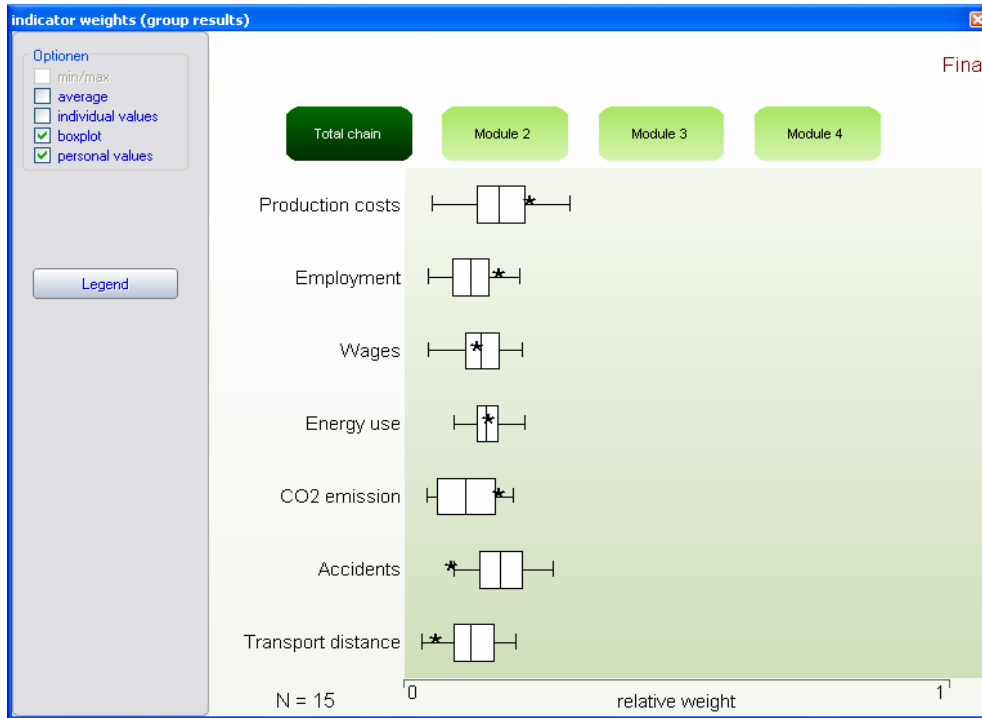 indicator weights (group results)
Optionen
min/max
average
individual values
boxplot
personal values
Legend
Fina
Total chain
Module 2
Module 3
Module 4
Production costs
Employment
Wages
Energy use
CO2 emission
Accidents
Transport distance
N = 15
0
relative weight
1